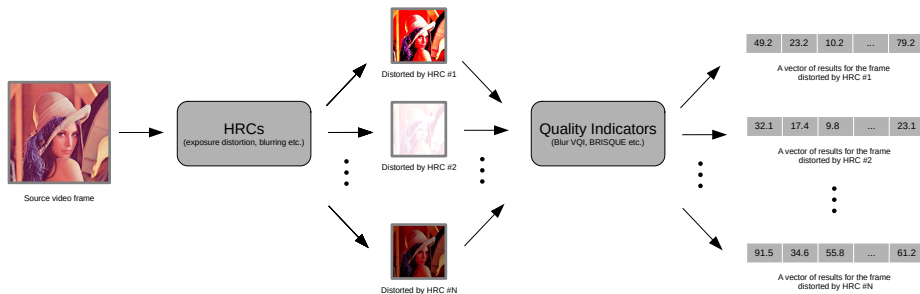 Source video frame
HRCs
(exposure distortion, blurring etc.)
Distorted by HRC #1
Distorted by HRC #2
Distorted by HRC #N
Quality Indicators
(Blur VQI, BRISQUE etc.)
49.2 23.2 10.2 ... 79.2
A vector of results for the frame
distorted by HRC #1
32.1 17.4 9.8 ... 23.1
A vector of results for the frame
distorted by HRC #2
91.5 34.6 55.8 ... 61.2
A vector of results for the frame
distorted by HRC #N